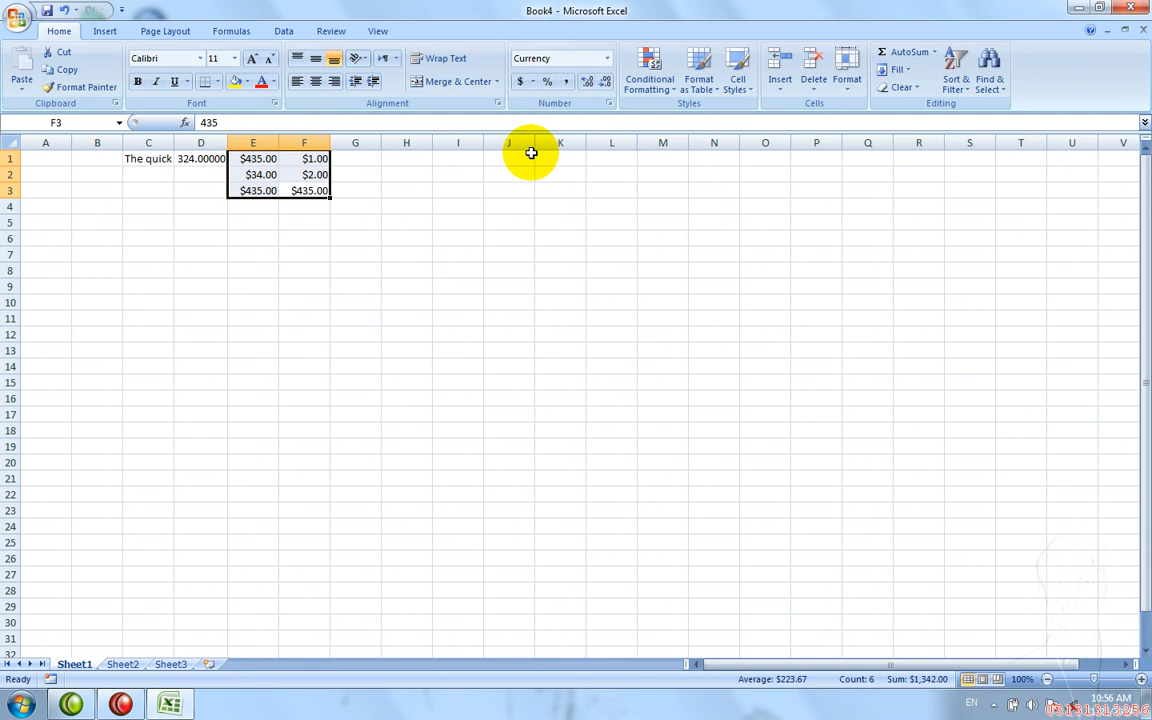 Book4 - Microsoft Excel
Home Insert Page Layout Formulas Data Review View
Paste Cut Copy Format Painter Clipboard
Calibri 11 Font
Wrap Text Merge & Center Alignment
Currency $ % , Number
Conditional Formatting Format as Table Cell Styles Styles
Insert Delete Format Cells
AutoSum Fill Clear Sort & Filter Find & Select Editing
F3 fx 435
A B C D E F G H I J K L M N O P Q R S T U V
1 The quick 324.00000 $435.00 $1.00
2 $34.00 $2.00
3 $435.00 $435.00
4
5
6
7
8
9
10
11
12
13
14
15
16
17
18
19
20
21
22
23
24
25
26
27
28
29
30
31
32
Sheet1 Sheet2 Sheet3
Ready Average: $223.67 Count: 6 Sum: $1,342.00 100%
EN 10:56 AM
03131313256